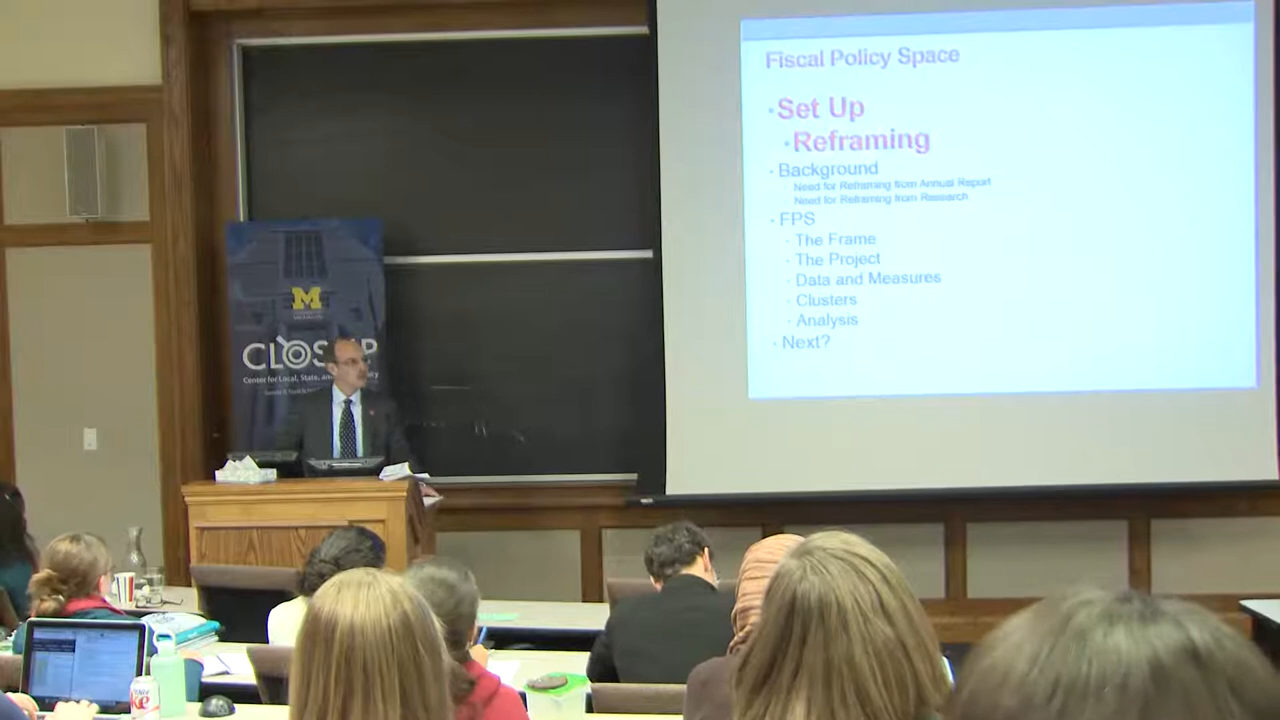 Fiscal Policy Space
Set Up
Reframing
Background
Need for Reframing from Annual Report
Need for Reframing from Research
FPS
The Frame
The Project
Data and Measures
Clusters
Analysis
Next?
M
CLOSUP
Center for Local, State, and
ke